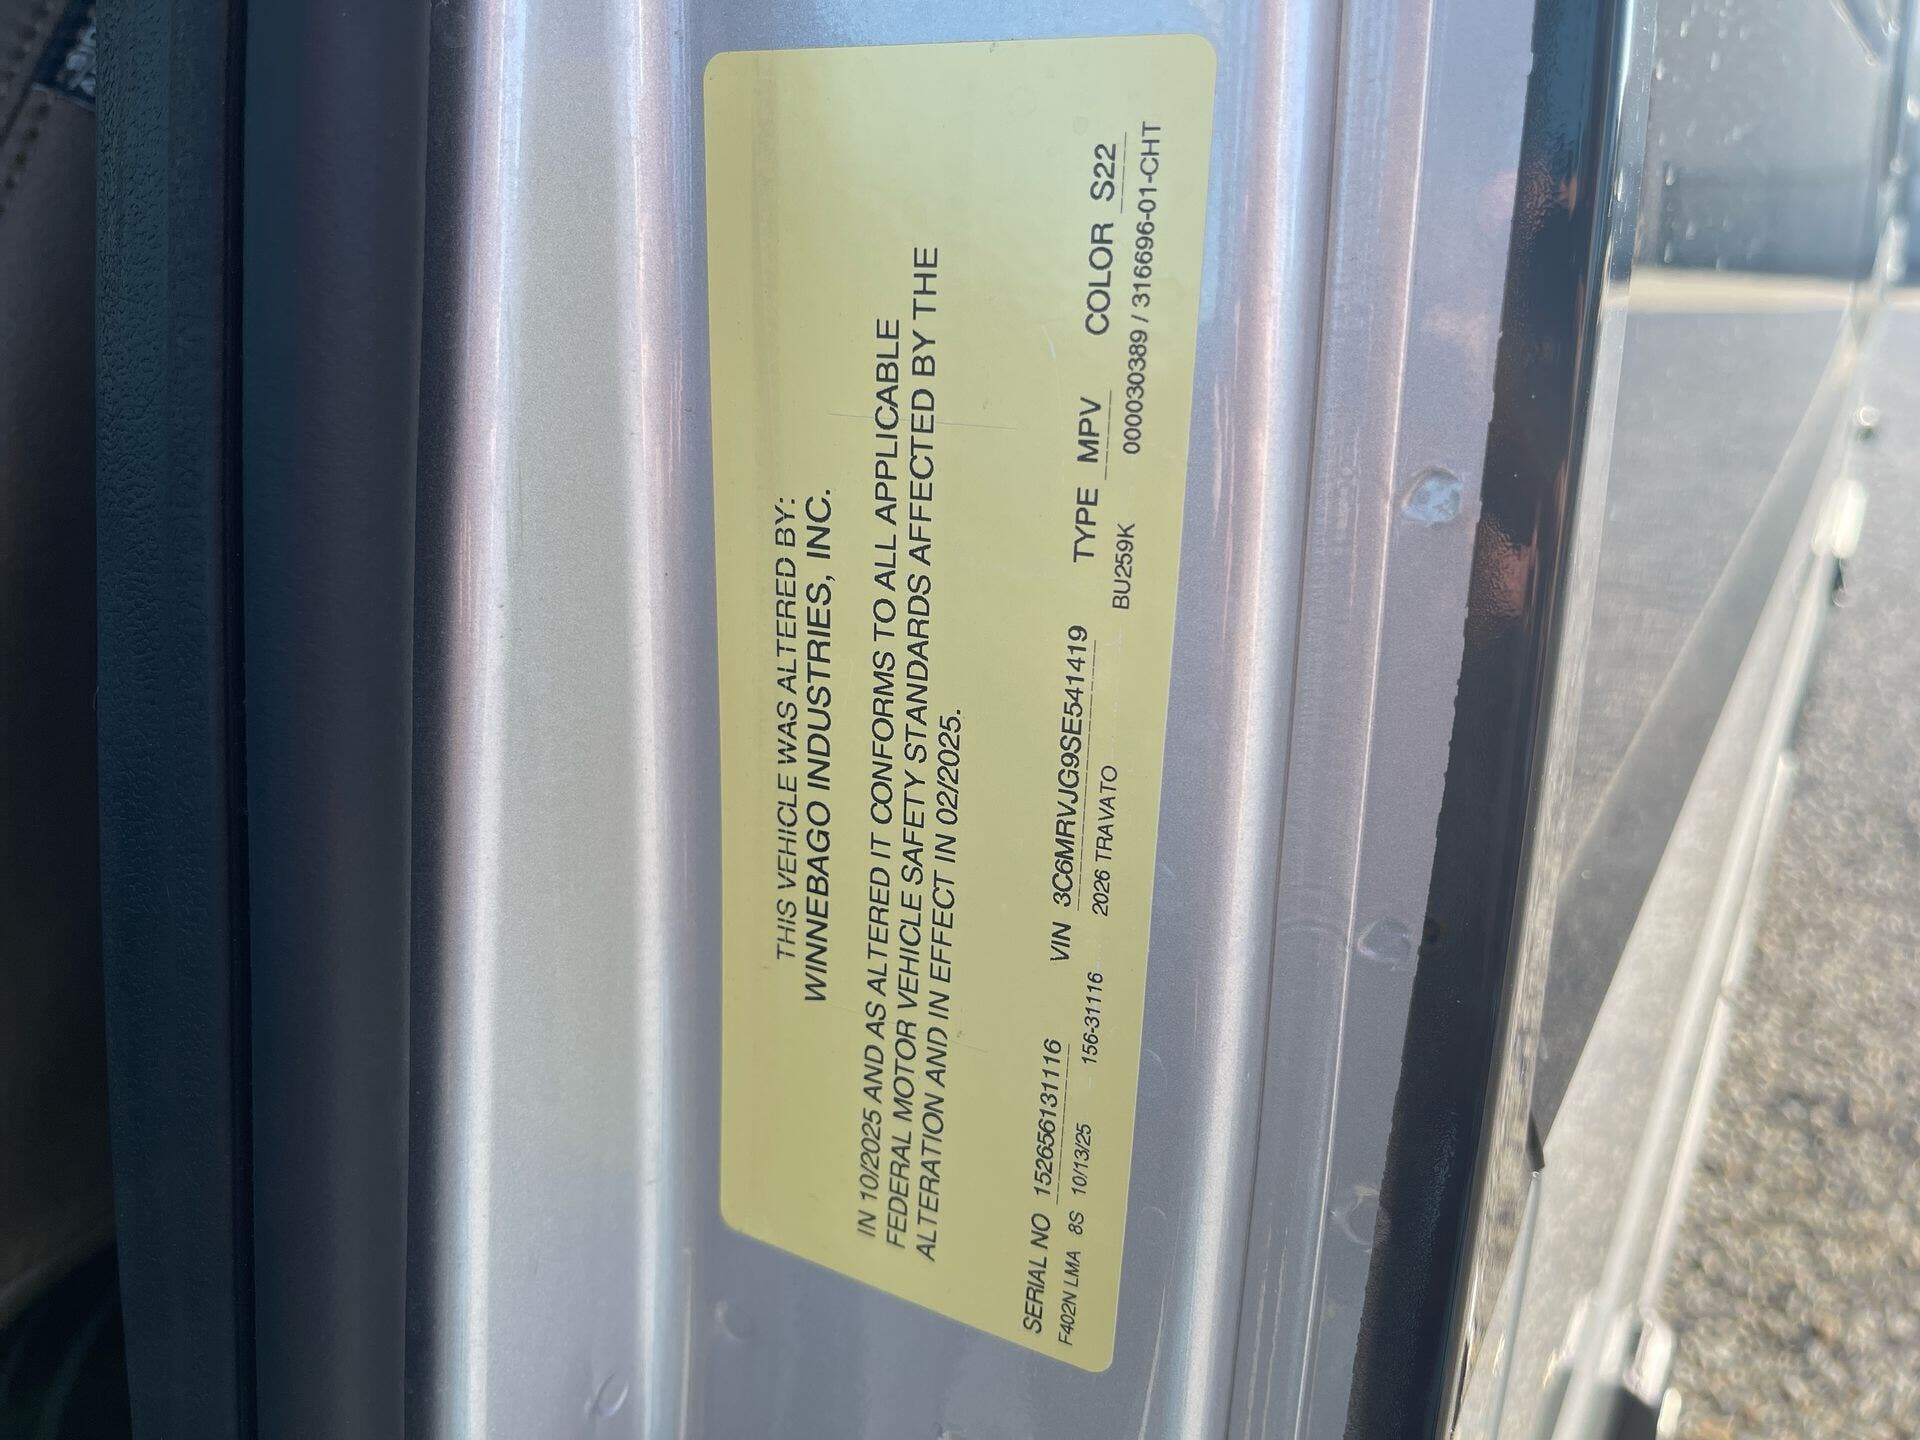 THIS VEHICLE WAS ALTERED BY:
WINNEBAGO INDUSTRIES, INC.
IN 10/2025 AND AS ALTERED IT CONFORMS TO ALL APPLICABLE
FEDERAL MOTOR VEHICLE SAFETY STANDARDS AFFECTED BY THE
ALTERATION AND IN EFFECT IN 02/2025.
SERIAL NO 152656131116 VIN 3C6MRVJG9SE541419 TYPE MPV COLOR S22
F402N LMA 8S 10/13/25 156-31116 2026 TRAVATO BU259K 000030389 / 316696-01-CHT